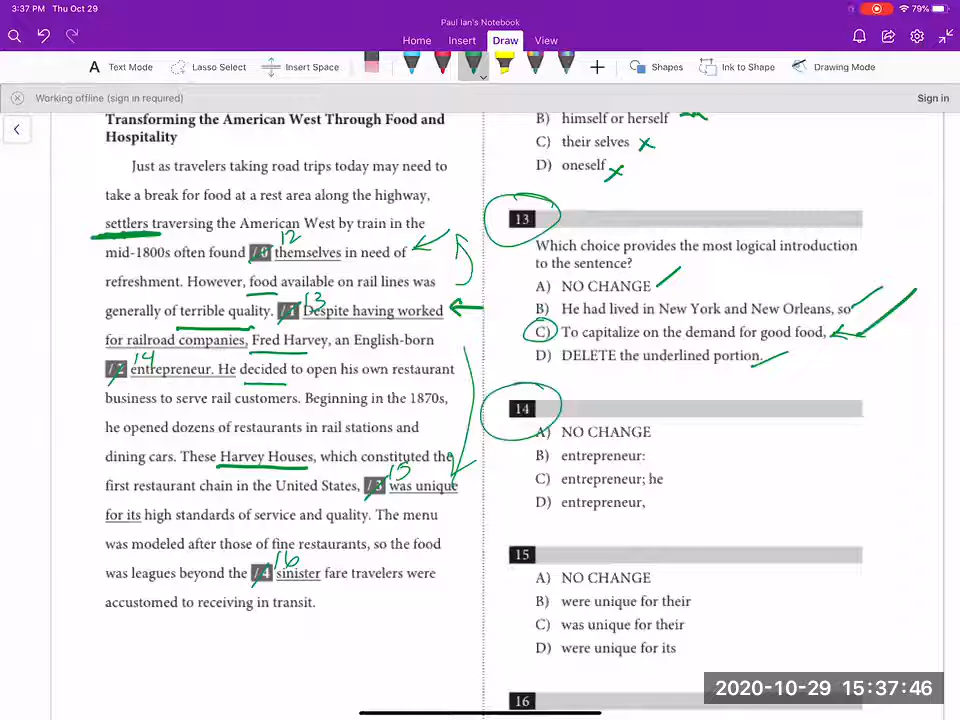 3:37 PM Thu Oct 29
79%
Paul Ian's Notebook
Home Insert Draw View
A Text Mode Lasso Select Insert Space Shapes Ink to Shape Drawing Mode
Working offline (sign in required) Sign in
Transforming the American West Through Food and
Hospitality
Just as travelers taking road trips today may need to
take a break for food at a rest area along the highway,
settlers traversing the American West by train in the
12
mid-1800s often found themselves in need of
refreshment. However, food available on rail lines was
13
generally of terrible quality. Despite having worked
for railroad companies, Fred Harvey, an English-born
14
entrepreneur. He decided to open his own restaurant
business to serve rail customers. Beginning in the 1870s,
he opened dozens of restaurants in rail stations and
dining cars. These Harvey Houses, which constituted the
15
first restaurant chain in the United States, was unique
for its high standards of service and quality. The menu
was modeled after those of fine restaurants, so the food
16
was leagues beyond the sinister fare travelers were
accustomed to receiving in transit.
B) himself or herself
C) their selves x
D) oneself x
13
Which choice provides the most logical introduction
to the sentence?
A) NO CHANGE
B) He had lived in New York and New Orleans, so
C) To capitalize on the demand for good food,
D) DELETE the underlined portion.
14
A) NO CHANGE
B) entrepreneur:
C) entrepreneur; he
D) entrepreneur,
15
A) NO CHANGE
B) were unique for their
C) was unique for their
D) were unique for its
16
2020-10-29 15:37:46